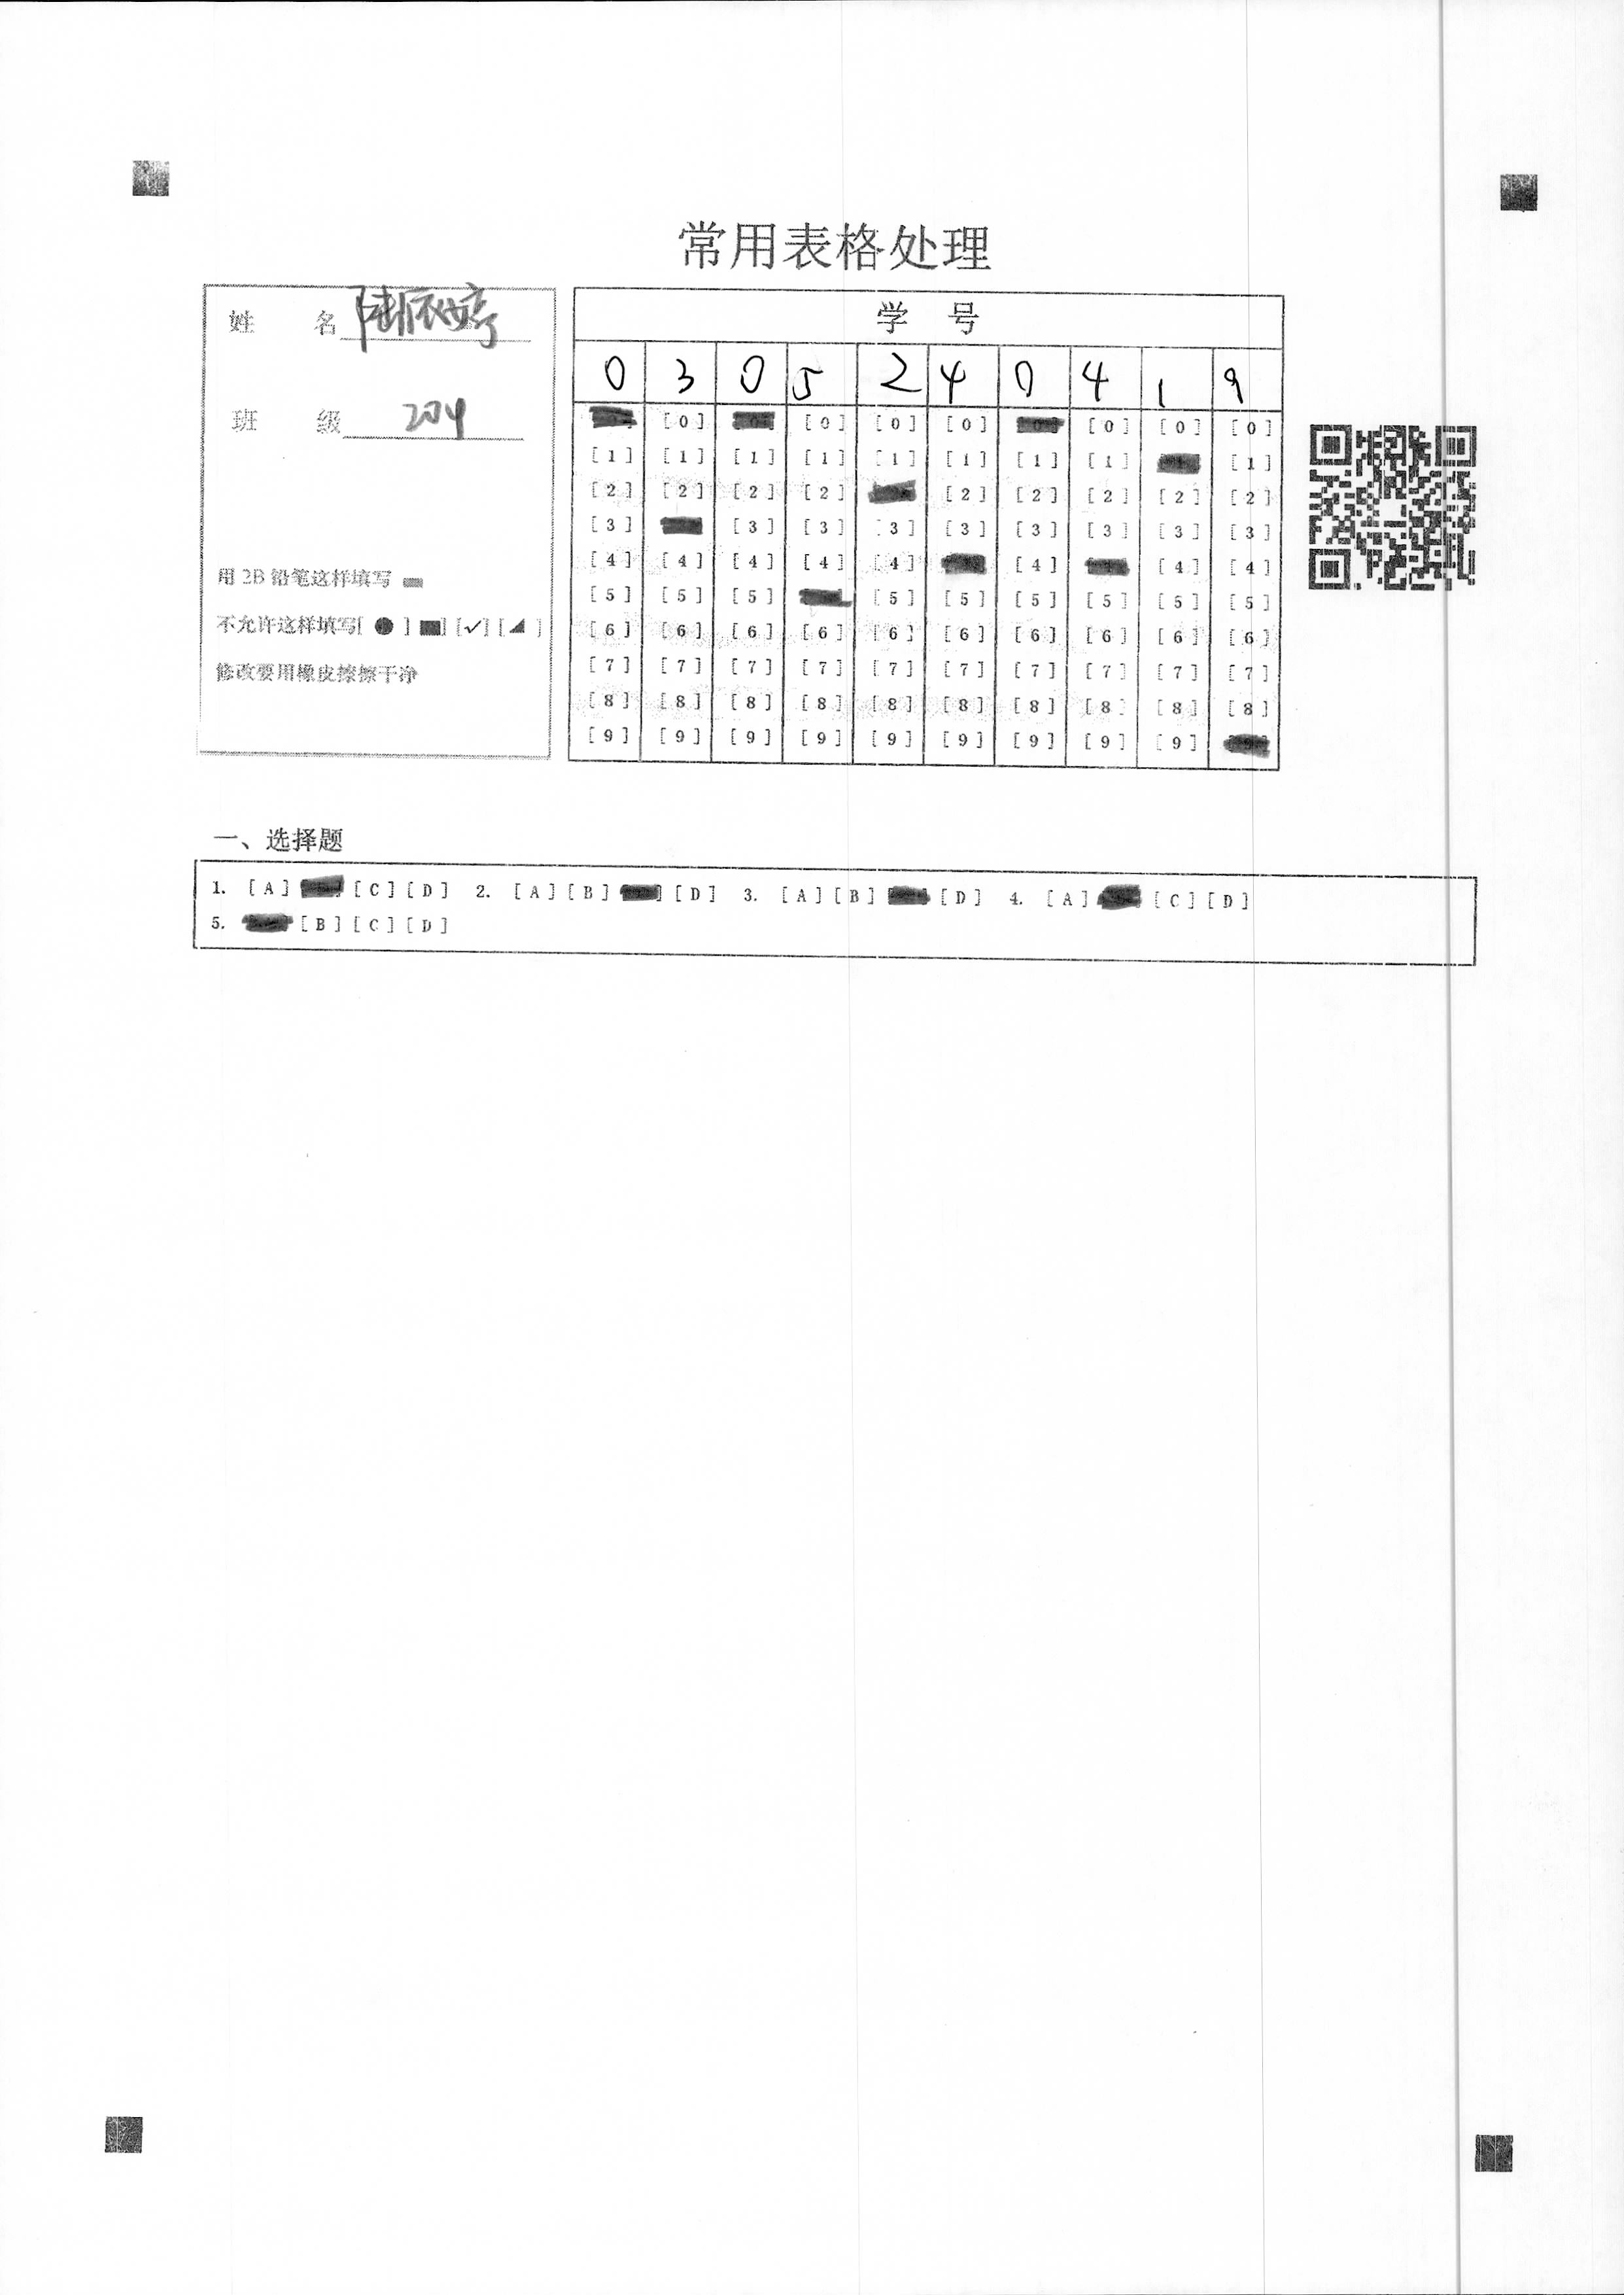 常用表格处理
姓 名 陆依婷
班 级 204
用 2B 铅笔这样填写
不允许这样填写[ ● ] [■] [✓] [◢ ]
修改要用橡皮擦擦干净
学 号
0 3 0 5 2 4 0 4 1 9
[0] [0] [0] [0] [0] [0] [0]
[1] [1] [1] [1] [1] [1] [1] [1] [1]
[2] [2] [2] [2] [2] [2] [2] [2] [2]
[3] [3] [3] [3] [3] [3] [3] [3] [3]
[4] [4] [4] [4] [4] [4] [4] [4]
[5] [5] [5] [5] [5] [5] [5] [5] [5]
[6] [6] [6] [6] [6] [6] [6] [6] [6] [6]
[7] [7] [7] [7] [7] [7] [7] [7] [7] [7]
[8] [8] [8] [8] [8] [8] [8] [8] [8] [8]
[9] [9] [9] [9] [9] [9] [9] [9] [9]
一、选择题
1. [A] [C] [D] 2. [A] [B] [D] 3. [A] [B] [D] 4. [A] [C] [D]
5. [B] [C] [D]